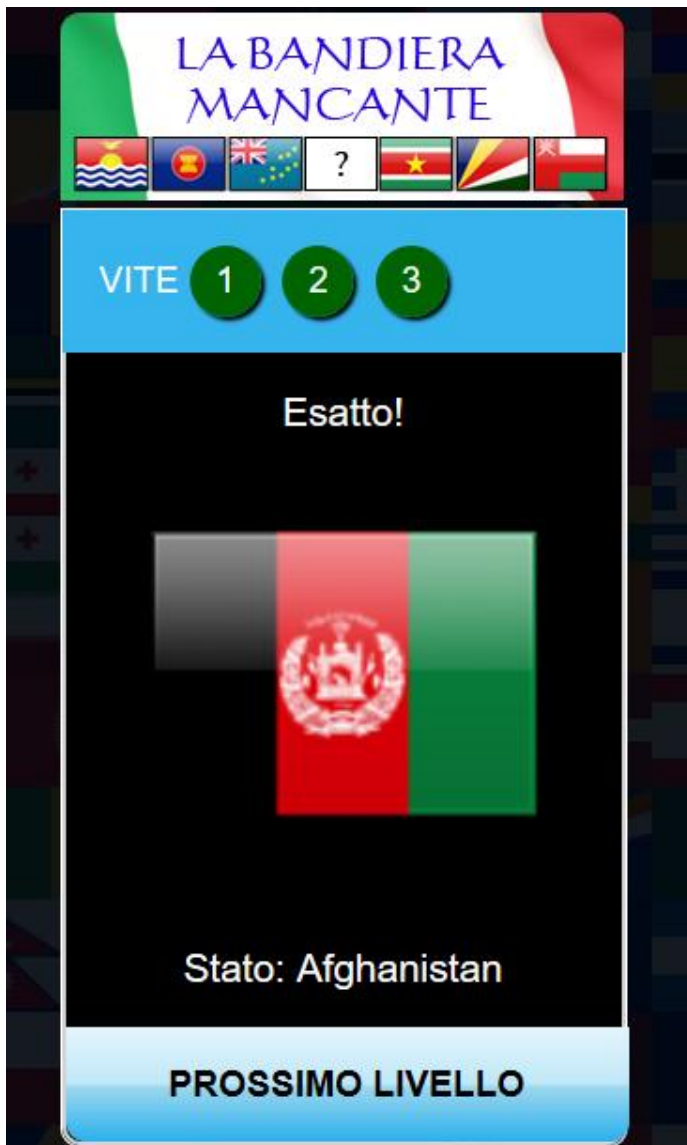 LA BANDIERA
MANCANTE
?
VITE 1 2 3
Esatto!
Stato: Afghanistan
PROSSIMO LIVELLO